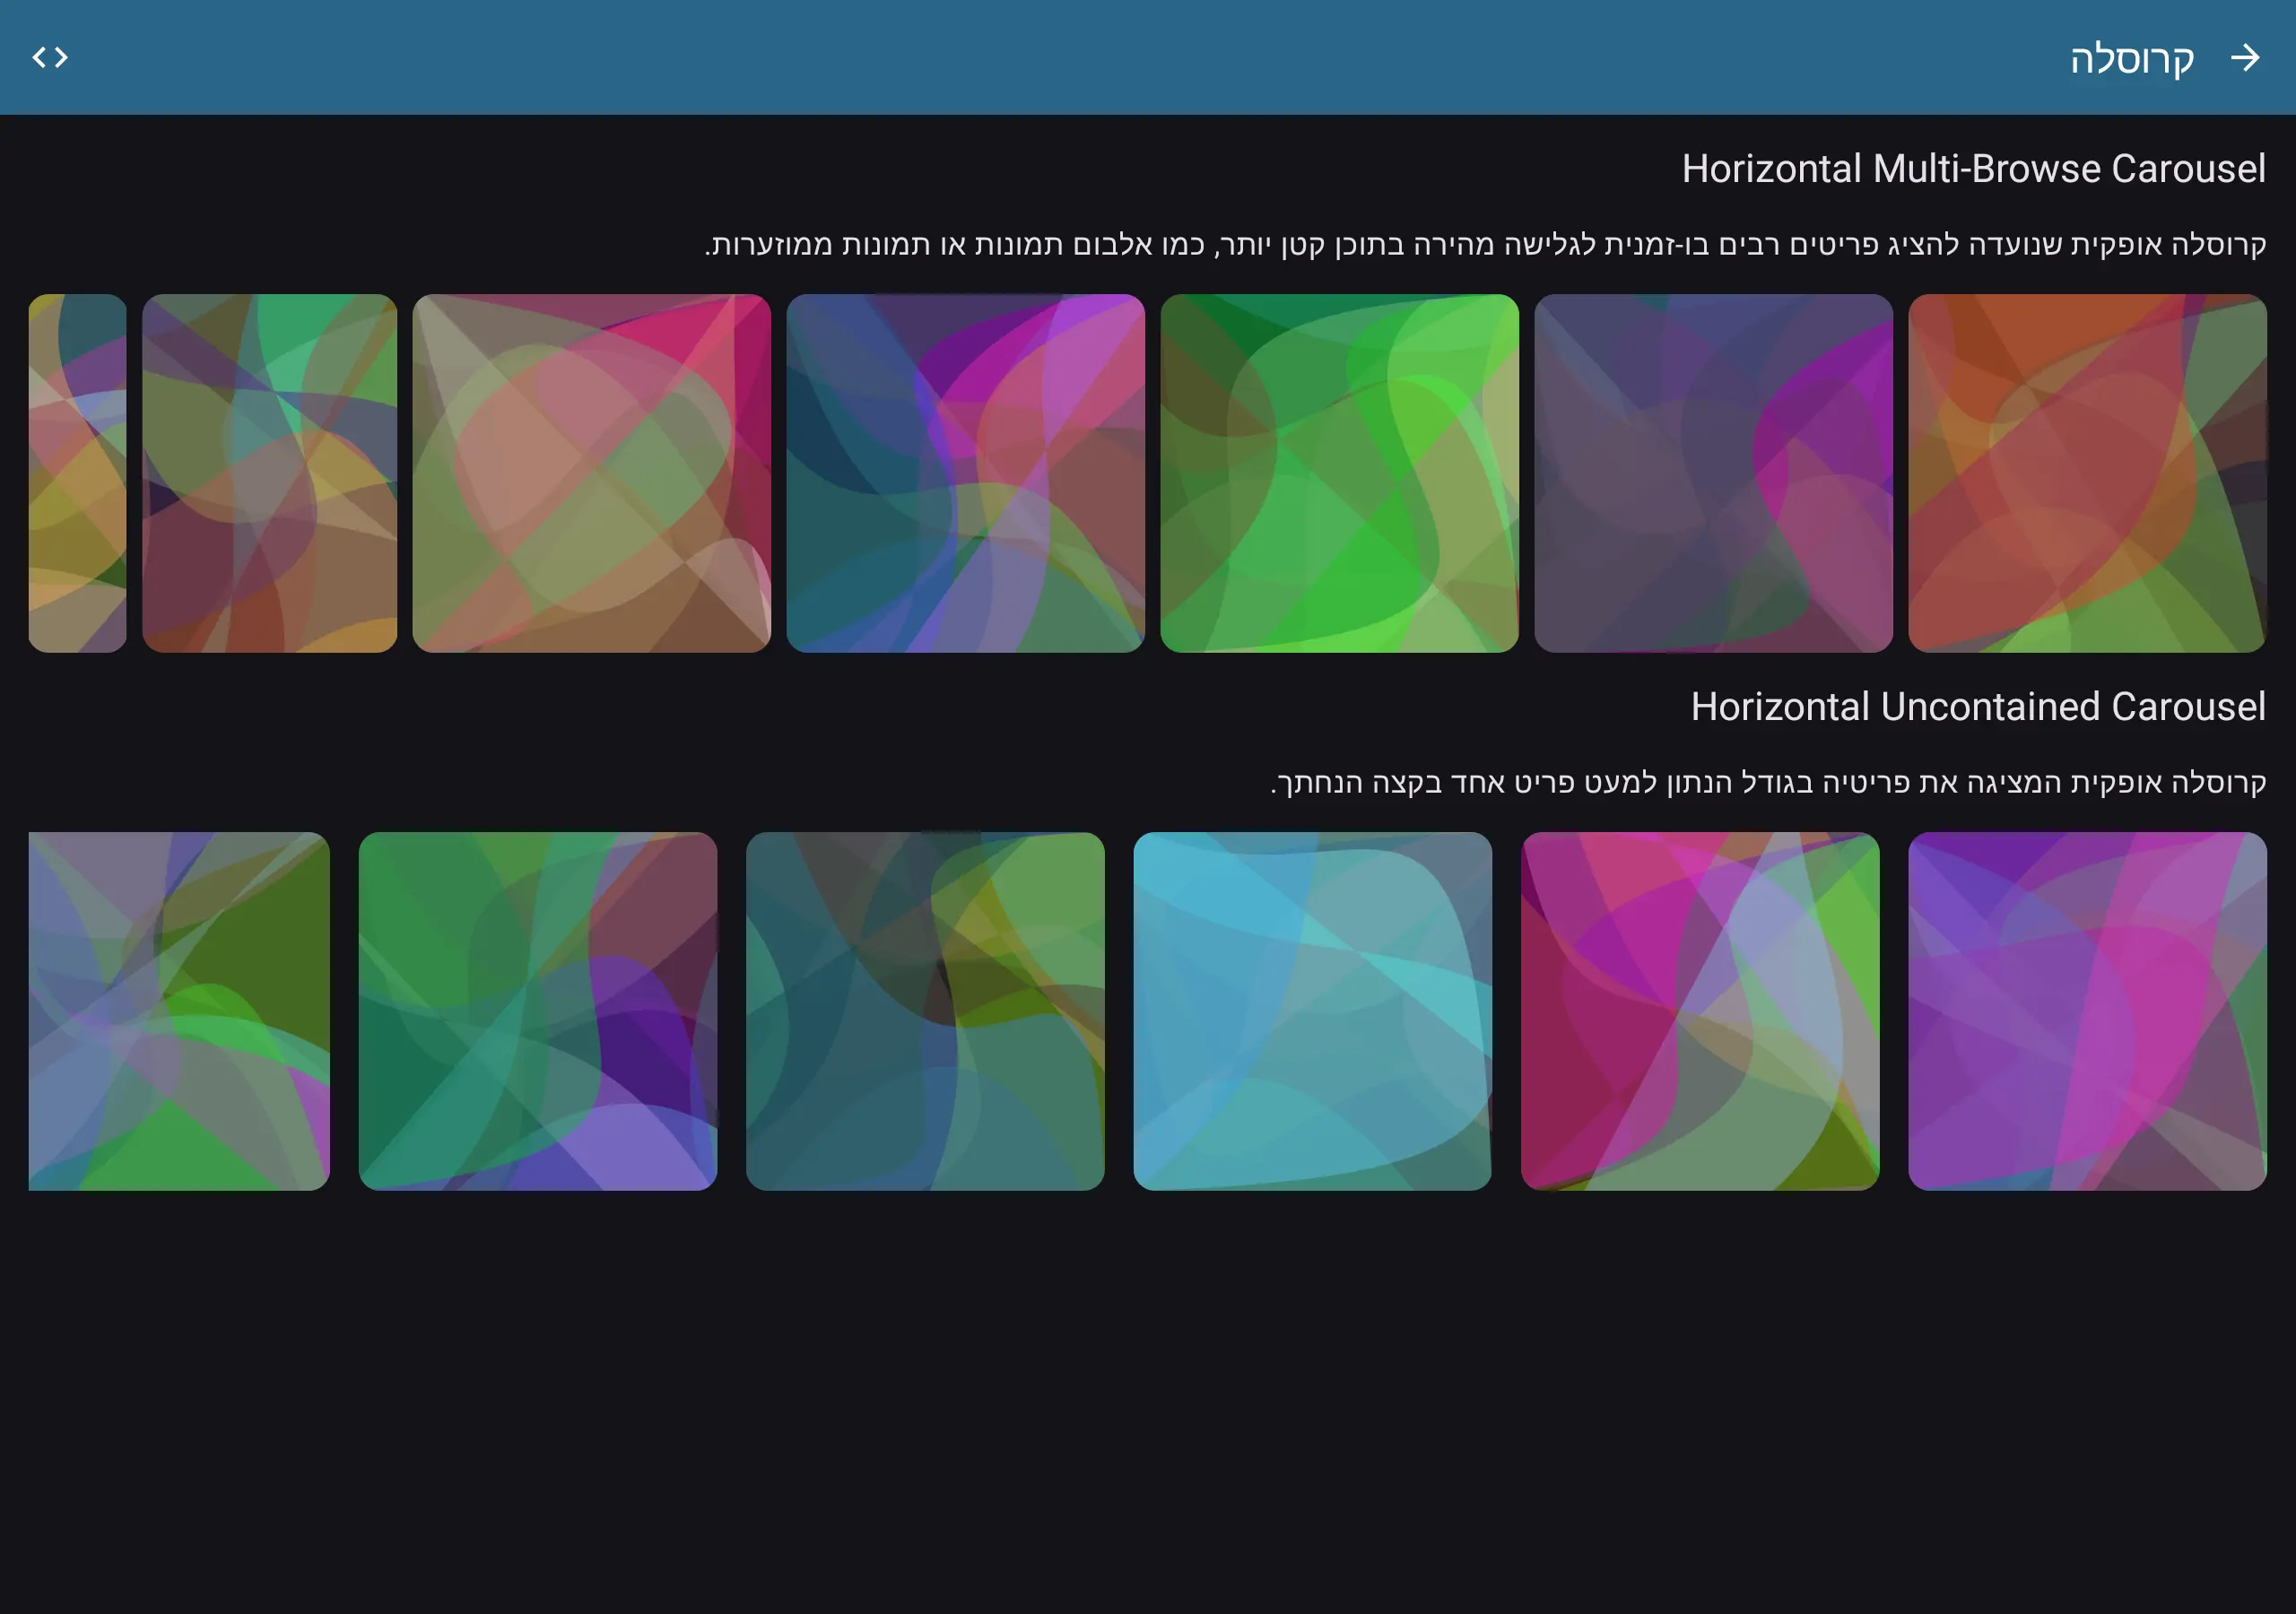 קרוסלה
Horizontal Multi-Browse Carousel
קרוסלה אופקית שנועדה להציג פריטים רבים בו-זמנית לגלישה מהירה בתוכן קטן יותר, כמו אלבום תמונות או תמונות ממוזערות.
Horizontal Uncontained Carousel
קרוסלה אופקית המציגה את פריטיה בגודל הנתון למעט פריט אחד בקצה הנחתך.